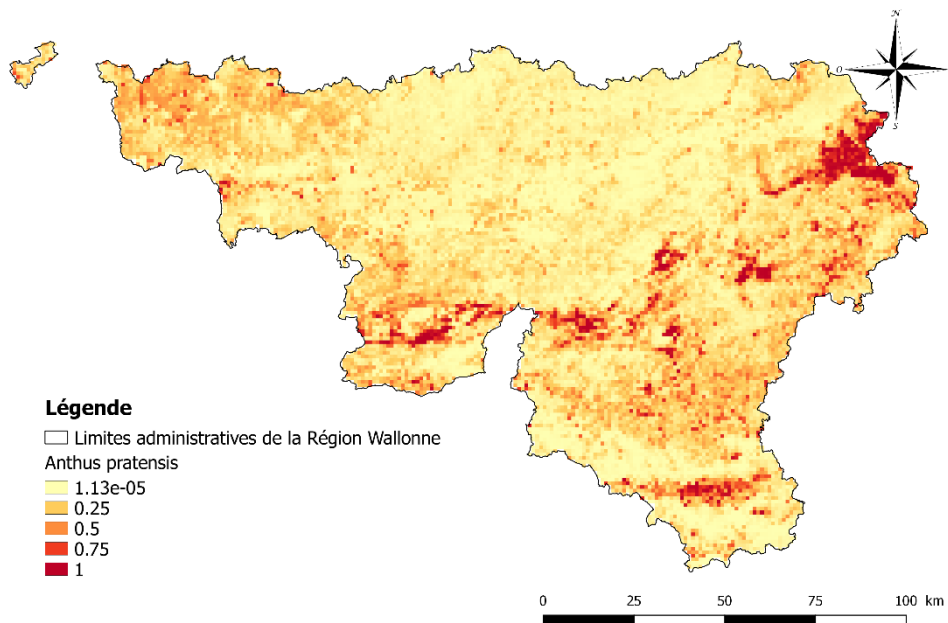 N
O
S
Légende
Limites administratives de la Région Wallonne
Anthus pratensis
1.13e-05
0.25
0.5
0.75
1
0 25 50 75 100 km